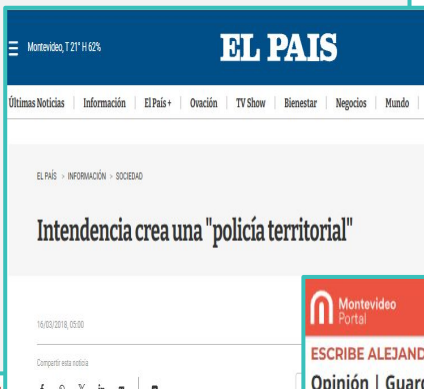 Montevideo, T 21° H 62%
EL PAIS
Últimas Noticias | Información | El País + | Ovación | TV Show | Bienestar | Negocios | Mundo |
EL PAÍS > INFORMACIÓN > SOCIEDAD
Intendencia crea una "policía territorial"
16/03/2018, 05:00
Compartir esta noticia
Montevideo
Portal
ESCRIBE ALEJAND
Opinión | Guard